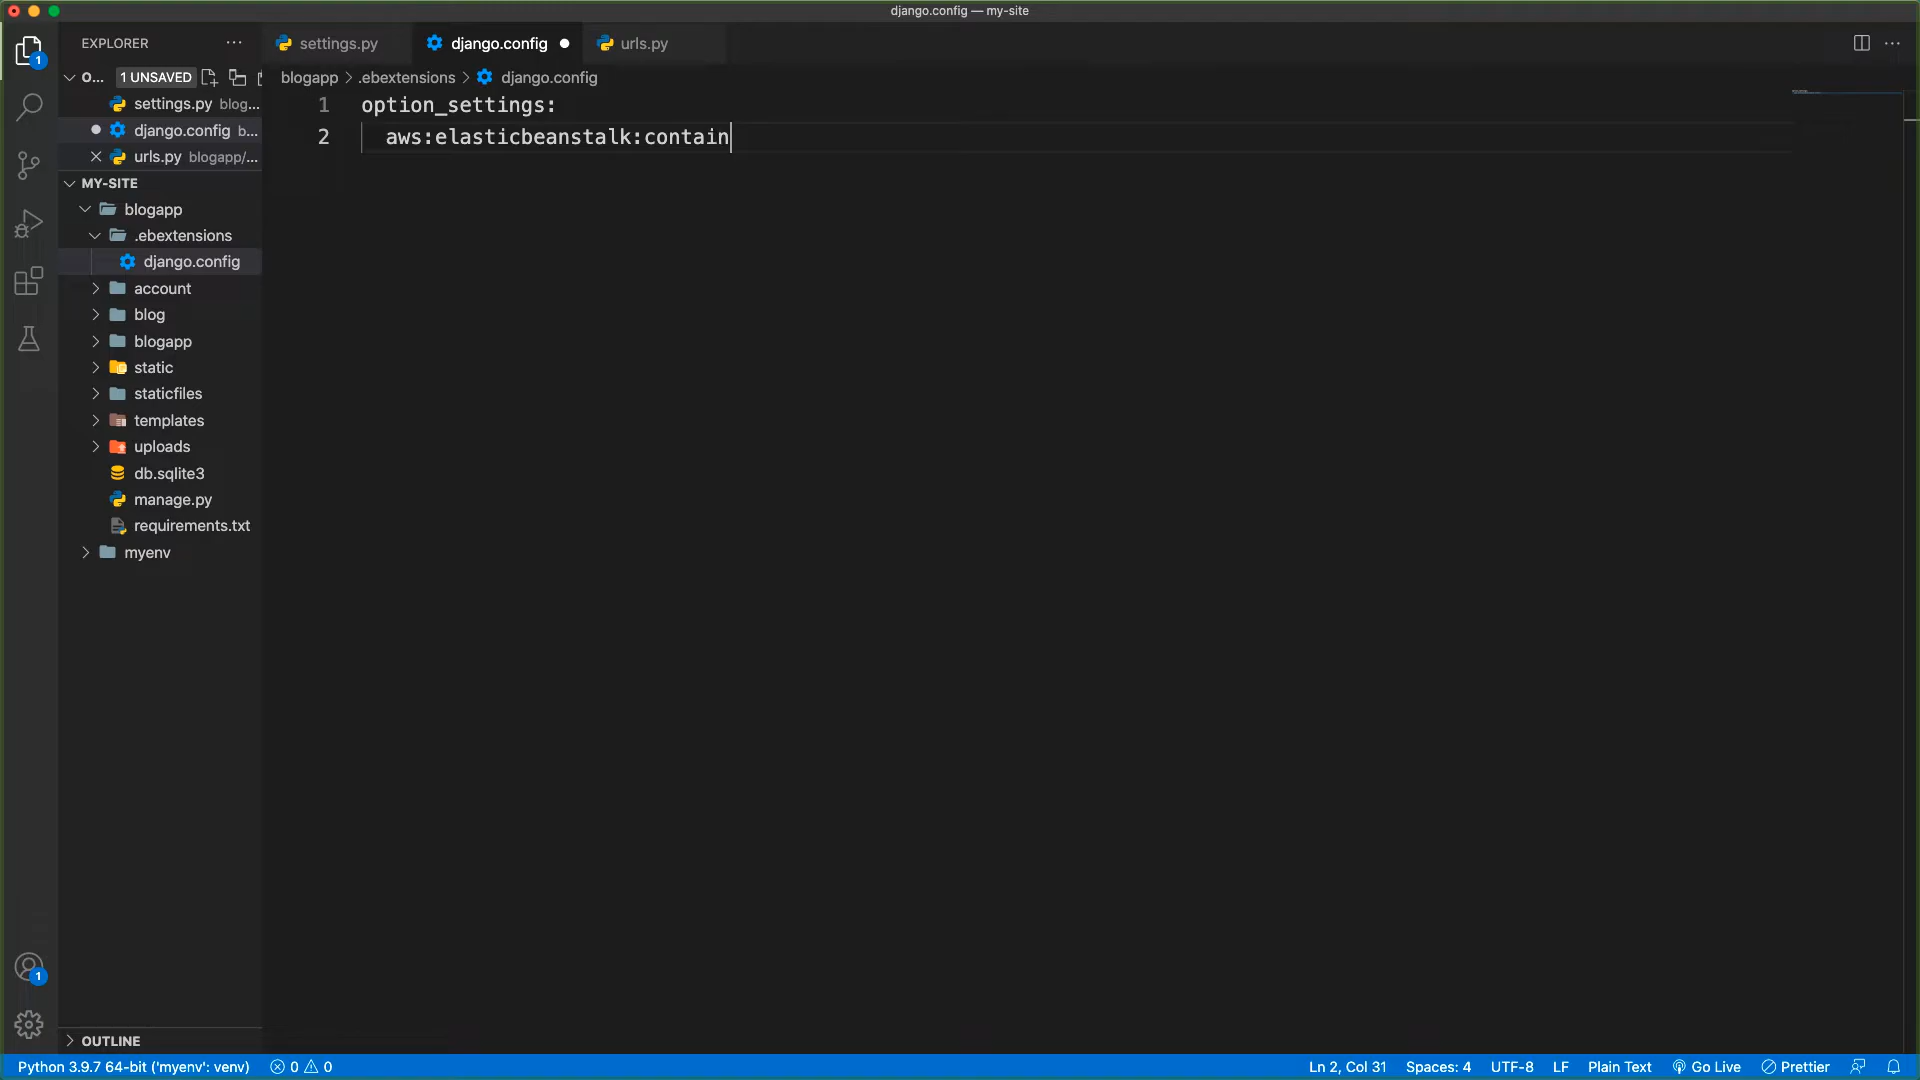 django.config — my-site
EXPLORER
settings.py
django.config
urls.py
O... 1 UNSAVED
blogapp > .ebextensions > django.config
settings.py blog...
django.config b...
urls.py blogapp/...
1 option_settings:
2 aws:elasticbeanstalk:contain
MY-SITE
blogapp
.ebextensions
django.config
account
blog
blogapp
static
staticfiles
templates
uploads
db.sqlite3
manage.py
requirements.txt
myenv
1
1
OUTLINE
Python 3.9.7 64-bit ('myenv': venv) 0 0 Ln 2, Col 31 Spaces: 4 UTF-8 LF Plain Text Go Live Prettier